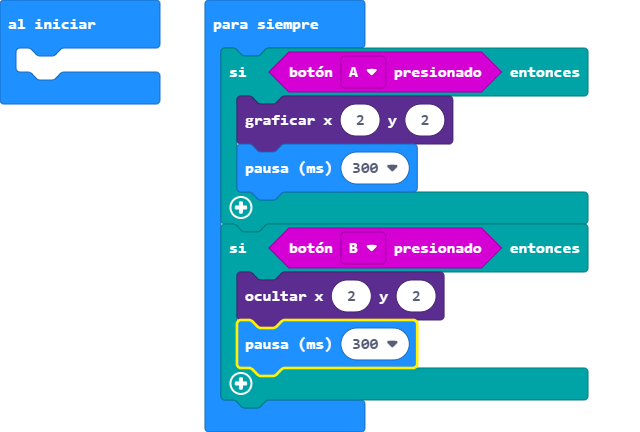 al iniciar
para siempre
si botón A presionado entonces
graficar x 2 y 2
pausa (ms) 300
si botón B presionado entonces
ocultar x 2 y 2
pausa (ms) 300